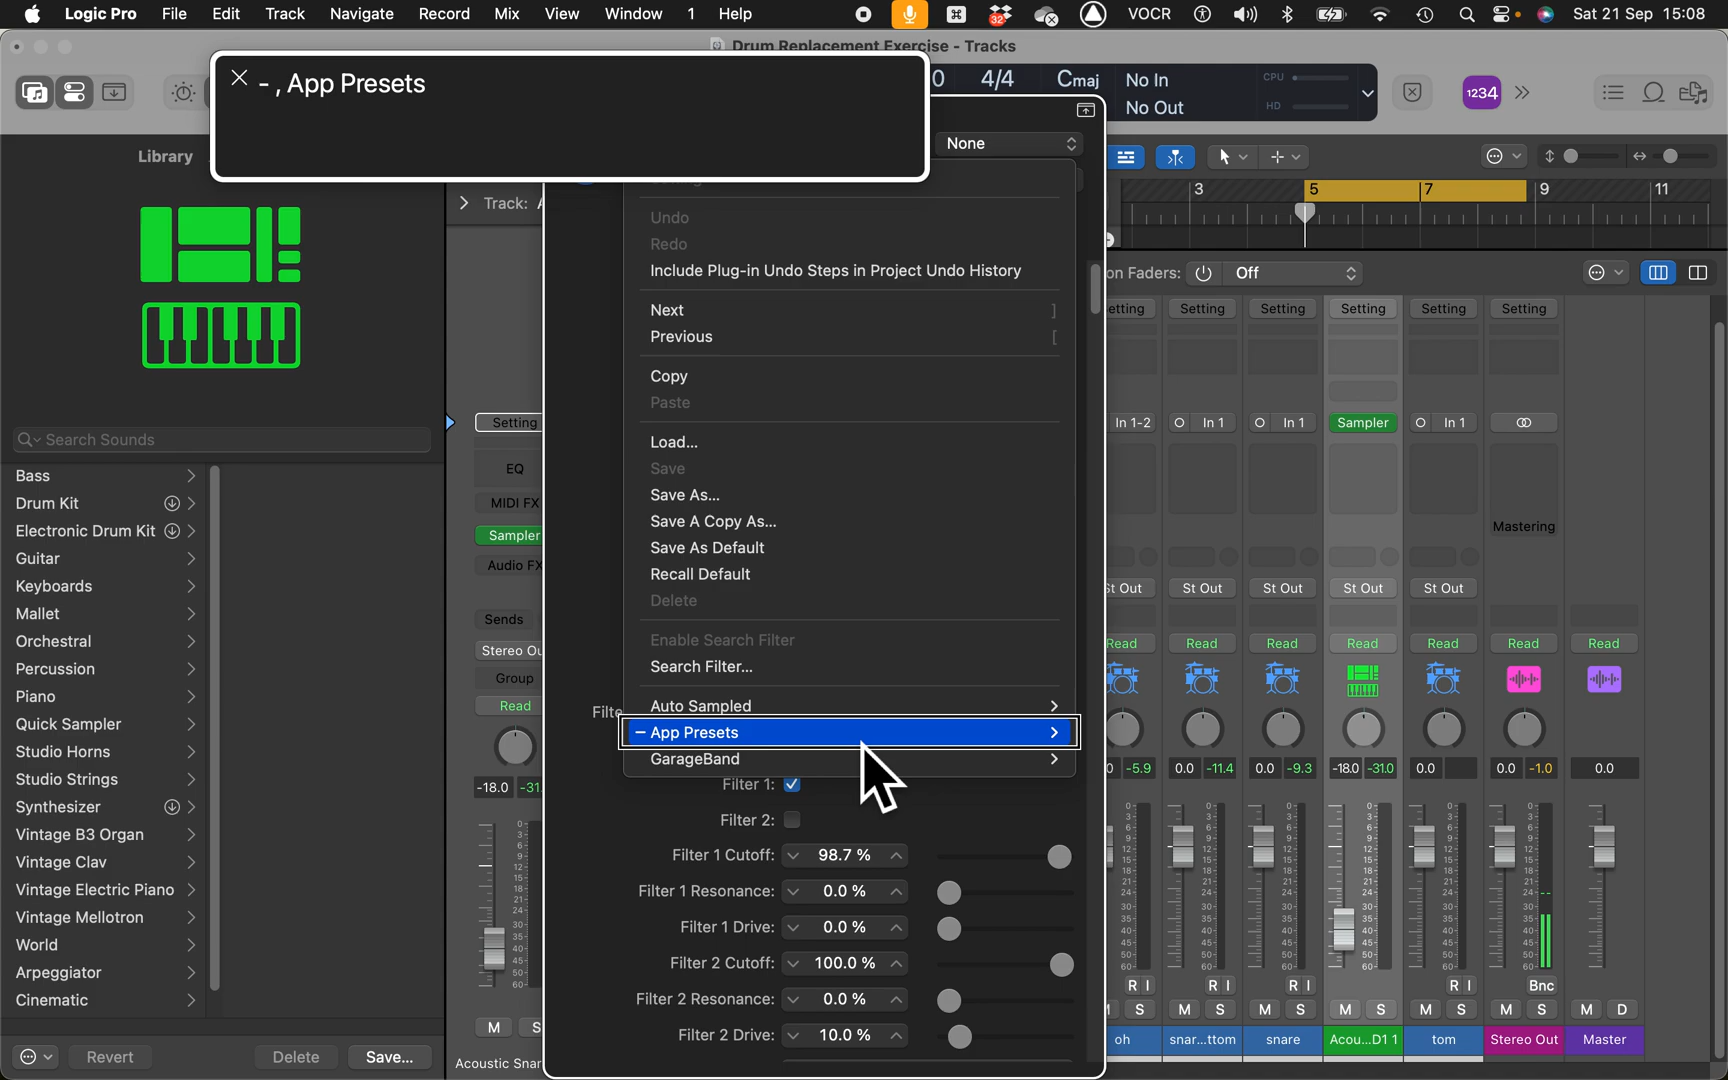 Logic Pro File Edit Track Navigate Record Mix View Window 1 Help
32 VOCR Sat 21 Sep 15:08
Drum Replacement Exercise - Tracks
- , App Presets
0 4/4 Cmaj No In CPU
No Out HD
1234
Library
None
Track:
3 5 7 9 11
on Faders: Off
Search Sounds
Bass
Drum Kit
Electronic Drum Kit
Guitar
Keyboards
Mallet
Orchestral
Percussion
Piano
Quick Sampler
Studio Horns
Studio Strings
Synthesizer
Vintage B3 Organ
Vintage Clav
Vintage Electric Piano
Vintage Mellotron
World
Arpeggiator
Cinematic
Revert Delete Save...
Setting
EQ
MIDI FX
Sampler
Audio FX
Sends
Stereo Ou
Group
Read
-18.0 -31.
M S
Acoustic Snar
Undo
Redo
Include Plug-in Undo Steps in Project Undo History
Next ]
Previous [
Copy
Paste
Load...
Save
Save As...
Save A Copy As...
Save As Default
Recall Default
Delete
Enable Search Filter
Search Filter...
Auto Sampled
– App Presets
GarageBand
Filte
Filter 1:
Filter 2:
Filter 1 Cutoff: 98.7 %
Filter 1 Resonance: 0.0 %
Filter 1 Drive: 0.0 %
Filter 2 Cutoff: 100.0 %
Filter 2 Resonance: 0.0 %
Filter 2 Drive: 10.0 %
etting Setting Setting Setting Setting Setting
In 1-2 In 1 In 1 Sampler In 1
Mastering
St Out St Out St Out St Out St Out
Read Read Read Read Read Read Read
0 -5.9 0.0 -11.4 0.0 -9.3 -18.0 -31.0 0.0 0.0 -1.0 0.0
R I R I R I R I Bnc
S M S M S M S M S M S M D
oh snar...ttom snare Acou...D1 1 tom Stereo Out Master